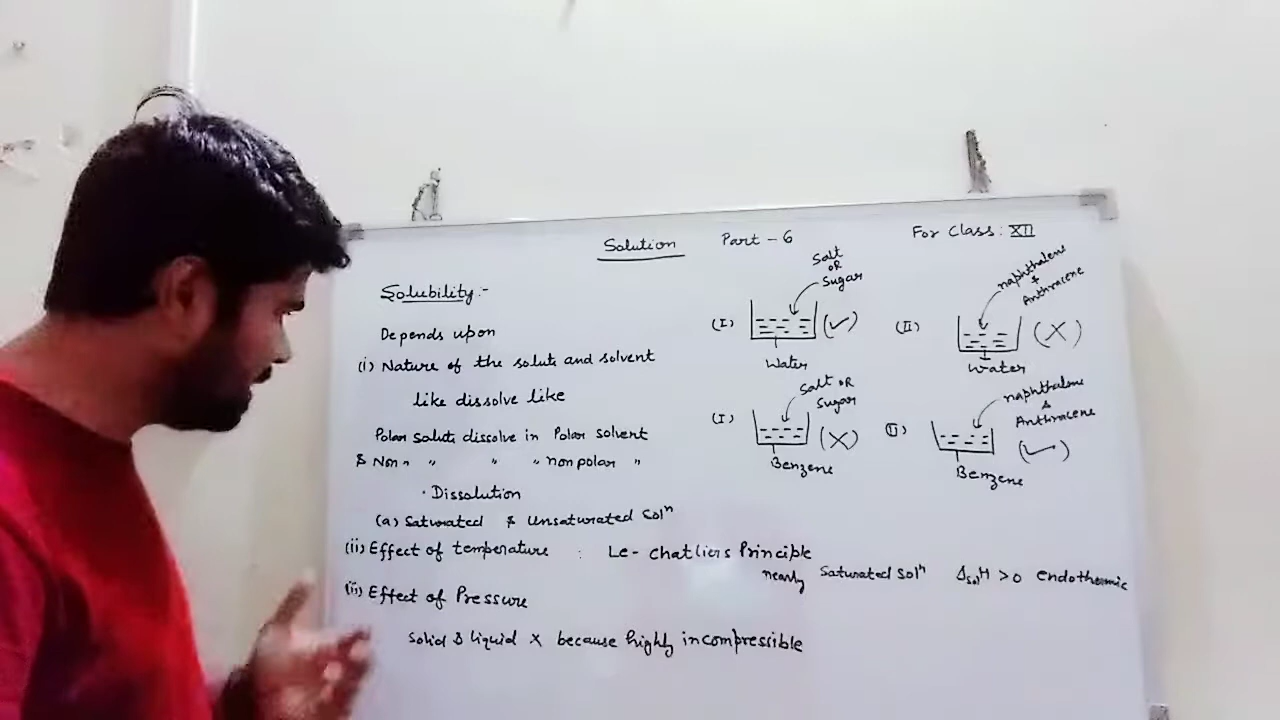 Solution Part - 6 For Class : XII
Solubility :-
Depends upon
(i) Nature of the solute and solvent
like dissolve like
Polar solute dissolve in Polar solvent
& Non " " " " nonpolar "
· Dissolution
(a) Saturated & Unsaturated Solⁿ
(ii) Effect of temperature : Le - Chatliers Principle
nearly Saturated Solⁿ ΔsolH > 0 endothermic
(iii) Effect of Pressure
Solid & liquid X because highly incompressible
Salt
OR
Sugar
(I) (✓)
Water
naphthalene
&
Anthracene
(II) (X)
Water
Salt OR
Sugar
(I) (X)
Benzene
naphthalene
&
Anthracene
(II) (✓)
Benzene